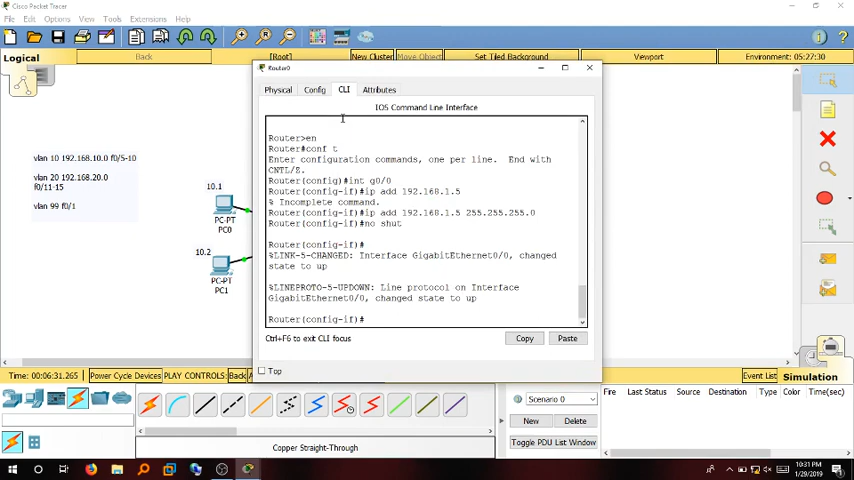 Cisco Packet Tracer
File Options View Tools Extensions Help
Back [Root] New Cluster Move Object Set Tiled Background Viewport Environment: 05:27:30
Logical
Router0
Physical Config CLI Attributes
IOS Command Line Interface
Router>en
Router#conf t
Enter configuration commands, one per line. End with
CNTL/Z.
Router(config)#int g0/0
Router(config-if)#ip add 192.168.1.5
% Incomplete command.
Router(config-if)#ip add 192.168.1.5 255.255.255.0
Router(config-if)#no shut
Router(config-if)#
%LINK-5-CHANGED: Interface GigabitEthernet0/0, changed
state to up
%LINEPROTO-5-UPDOWN: Line protocol on Interface
GigabitEthernet0/0, changed state to up
Router(config-if)#
Ctrl+F6 to exit CLI focus
Copy Paste
Top
vlan 10 192.168.10.0 f0/5-10
vlan 20 192.168.20.0
f0/11-15
vlan 99 f0/1
10.1
PC-PT
PC0
10.2
PC-PT
PC1
Time: 00:06:31.265 Power Cycle Devices PLAY CONTROLS: Back Event List Simulation
Scenario 0
New Delete
Toggle PDU List Window
Fire Last Status Source Destination Type Color Time(sec)
Copper Straight-Through
10:31 PM
1/29/2019